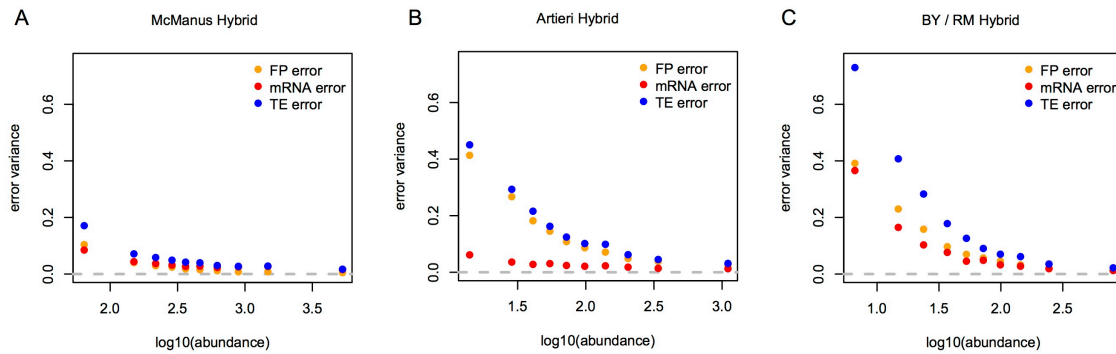 A
McManus Hybrid
FP error
mRNA error
TE error
error variance
0.6
0.4
0.2
0.0
2.0 2.5 3.0 3.5
log10(abundance)
B
Artieri Hybrid
FP error
mRNA error
TE error
error variance
0.6
0.4
0.2
0.0
1.5 2.0 2.5 3.0
log10(abundance)
C
BY / RM Hybrid
FP error
mRNA error
TE error
error variance
0.6
0.4
0.2
0.0
1.0 1.5 2.0 2.5
log10(abundance)